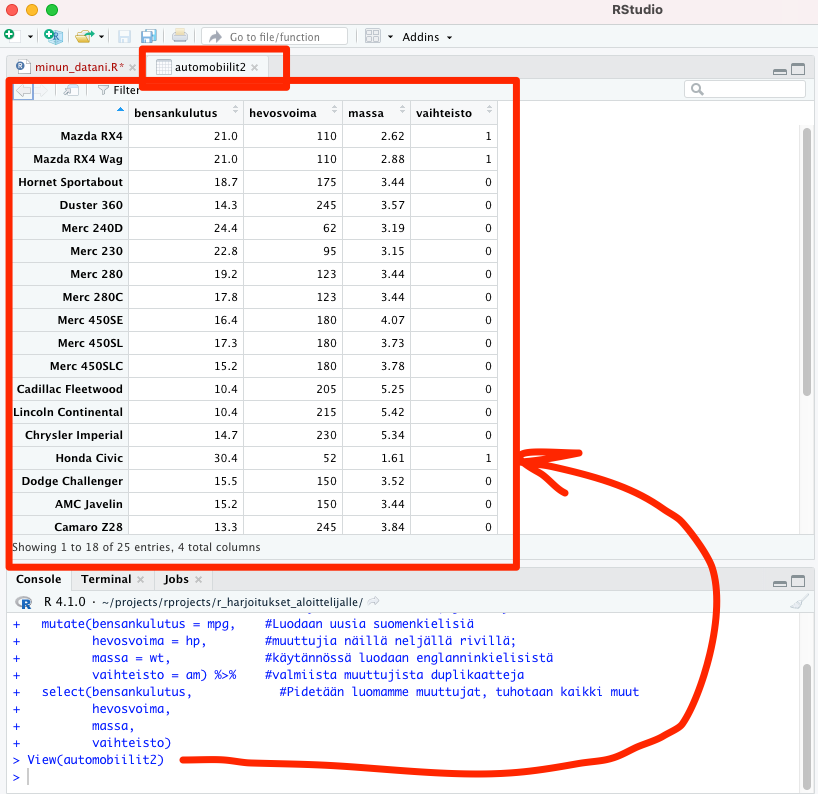 RStudio
Go to file/function
Addins
minun_datani.R*
automobiilit2
Filter
bensankulutus hevosvoima massa vaihteisto
Mazda RX4 21.0 110 2.62 1
Mazda RX4 Wag 21.0 110 2.88 1
Hornet Sportabout 18.7 175 3.44 0
Duster 360 14.3 245 3.57 0
Merc 240D 24.4 62 3.19 0
Merc 230 22.8 95 3.15 0
Merc 280 19.2 123 3.44 0
Merc 280C 17.8 123 3.44 0
Merc 450SE 16.4 180 4.07 0
Merc 450SL 17.3 180 3.73 0
Merc 450SLC 15.2 180 3.78 0
Cadillac Fleetwood 10.4 205 5.25 0
Lincoln Continental 10.4 215 5.42 0
Chrysler Imperial 14.7 230 5.34 0
Honda Civic 30.4 52 1.61 1
Dodge Challenger 15.5 150 3.52 0
AMC Javelin 15.2 150 3.44 0
Camaro Z28 13.3 245 3.84 0
Showing 1 to 18 of 25 entries, 4 total columns
Console Terminal Jobs
R R 4.1.0 · ~/projects/rprojects/r_harjoitukset_aloittelijalle/
+ mutate(bensankulutus = mpg, #Luodaan uusia suomenkielisiä
+ hevosvoima = hp, #muuttujia näillä neljällä rivillä;
+ massa = wt, #käytännössä luodaan englanninkielisistä
+ vaihteisto = am) %>% #valmiista muuttujista duplikaatteja
+ select(bensankulutus, #Pidetään luomamme muuttujat, tuhotaan kaikki muut
+ hevosvoima,
+ massa,
+ vaihteisto)
> View(automobiilit2)
>